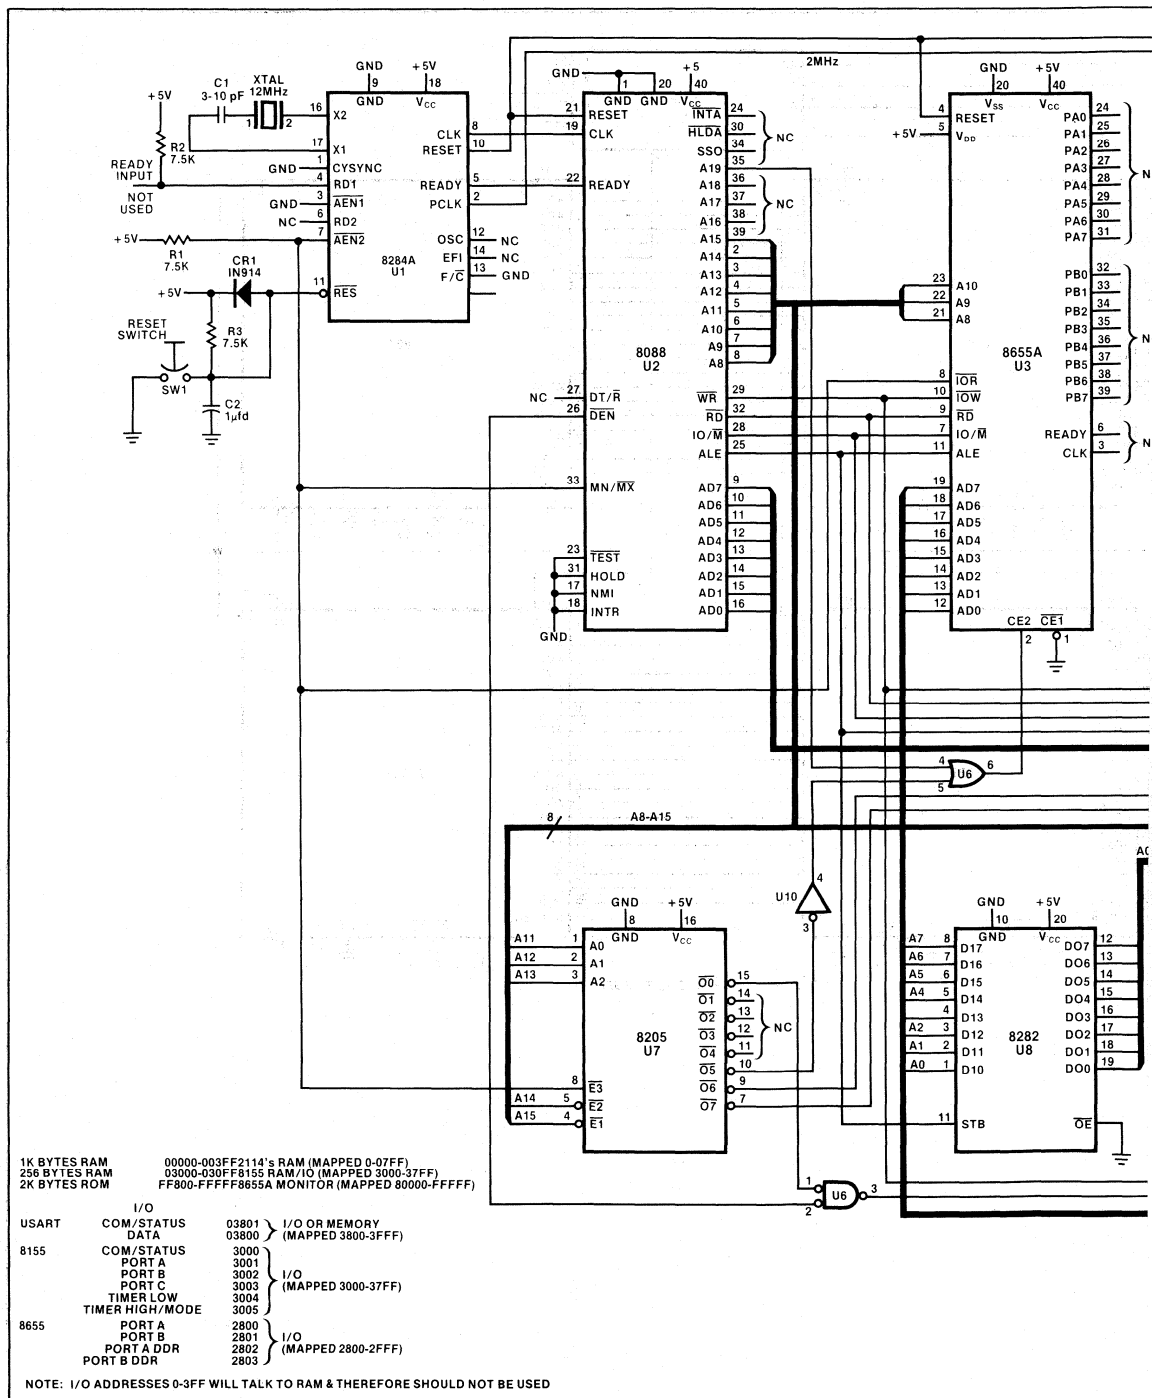 2MHz
GND
+5V
9
18
GND
VCC
C1
3-10 pF
XTAL
12MHz
1
2
+5V
R2
7.5K
READY
INPUT
NOT
USED
16 X2
17 X1
GND 1 CYSYNC
4 RD1
GND 3 AEN1
NC 6 RD2
7 AEN2
+5V
R1
7.5K
CR1
IN914
+5V
11 RES
RESET
SWITCH
R3
7.5K
SW1
C2
1µfd
CLK 8
RESET 10
READY 5
PCLK 2
OSC 12 NC
EFI 14 NC
F/C 13 GND
8284A
U1
GND
1
20
+5
40
GND
GND
VCC
21 RESET
19 CLK
22 READY
NC 27 DT/R
26 DEN
33 MN/MX
23 TEST
31 HOLD
17 NMI
18 INTR
GND
8088
U2
INTA 24
HLDA 30
SSO 34
NC
A19 35
A18 36
A17 37
A16 38
NC
A15 39
A14 2
A13 3
A12 4
A11 5
A10 6
A9 7
A8 8
WR 29
RD 32
IO/M 28
ALE 25
AD7 9
AD6 10
AD5 11
AD4 12
AD3 13
AD2 14
AD1 15
AD0 16
GND
+5V
20
40
VSS
VCC
4 RESET
+5V 5 VDD
23 A10
22 A9
21 A8
8655A
U3
8 IOR
10 IOW
9 RD
7 IO/M
11 ALE
19 AD7
18 AD6
17 AD5
16 AD4
15 AD3
14 AD2
13 AD1
12 AD0
PA0 24
PA1 25
PA2 26
PA3 27
PA4 28
PA5 29
PA6 30
PA7 31
N
PB0 32
PB1 33
PB2 34
PB3 35
PB4 36
PB5 37
PB6 38
PB7 39
N
READY 6
CLK 3
N
CE2
CE1
2
1
4
5
U6
6
8
A8-A15
U10
4
3
GND
+5V
8
16
GND
VCC
A11 1 A0
A12 2 A1
A13 3 A2
8205
U7
O0 15
O1 14
O2 13
O3 12
O4 11
NC
O5 10
O6 9
O7 7
8 E3
A14 5 E2
A15 4 E1
1
2
U6
3
GND
+5V
10
20
GND
VCC
A7 8 D17
A6 7 D16
A5 6 D15
A4 5 D14
4 D13
A2 3 D12
A1 2 D11
A0 1 D10
8282
U8
DO7 12
DO6 13
DO5 14
DO4 15
DO3 16
DO2 17
DO1 18
DO0 19
11 STB
OE
1K BYTES RAM 00000-003FF2114's RAM (MAPPED 0-07FF)
256 BYTES RAM 03000-030FF8155 RAM/IO (MAPPED 3000-37FF)
2K BYTES ROM FF800-FFFFF8655A MONITOR (MAPPED 80000-FFFFF)
I/O
USART COM/STATUS 03801
DATA 03800
I/O OR MEMORY
(MAPPED 3800-3FFF)
8155 COM/STATUS 3000
PORT A 3001
PORT B 3002
PORT C 3003
TIMER LOW 3004
TIMER HIGH/MODE 3005
I/O
(MAPPED 3000-37FF)
8655 PORT A 2800
PORT B 2801
PORT A DDR 2802
PORT B DDR 2803
I/O
(MAPPED 2800-2FFF)
NOTE: I/O ADDRESSES 0-3FF WILL TALK TO RAM & THEREFORE SHOULD NOT BE USED